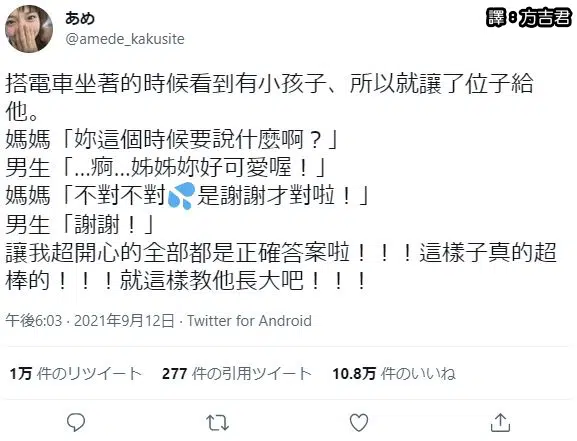 譯8方吉君
あめ
@amede_kakusite
搭電車坐著的時候看到有小孩子、所以就讓了位子給
他。
媽媽「妳這個時候要說什麼啊？」
男生「...痾...姊姊妳好可愛喔！」
媽媽「不對不對💦是謝謝才對啦！」
男生「謝謝！」
讓我超開心的全部都是正確答案啦！！！這樣子真的超
棒的！！！就這樣教他長大吧！！！
午後6:03 · 2021年9月12日 · Twitter for Android
1万 件のリツイート 277 件の引用ツイート 10.8万 件のいいね